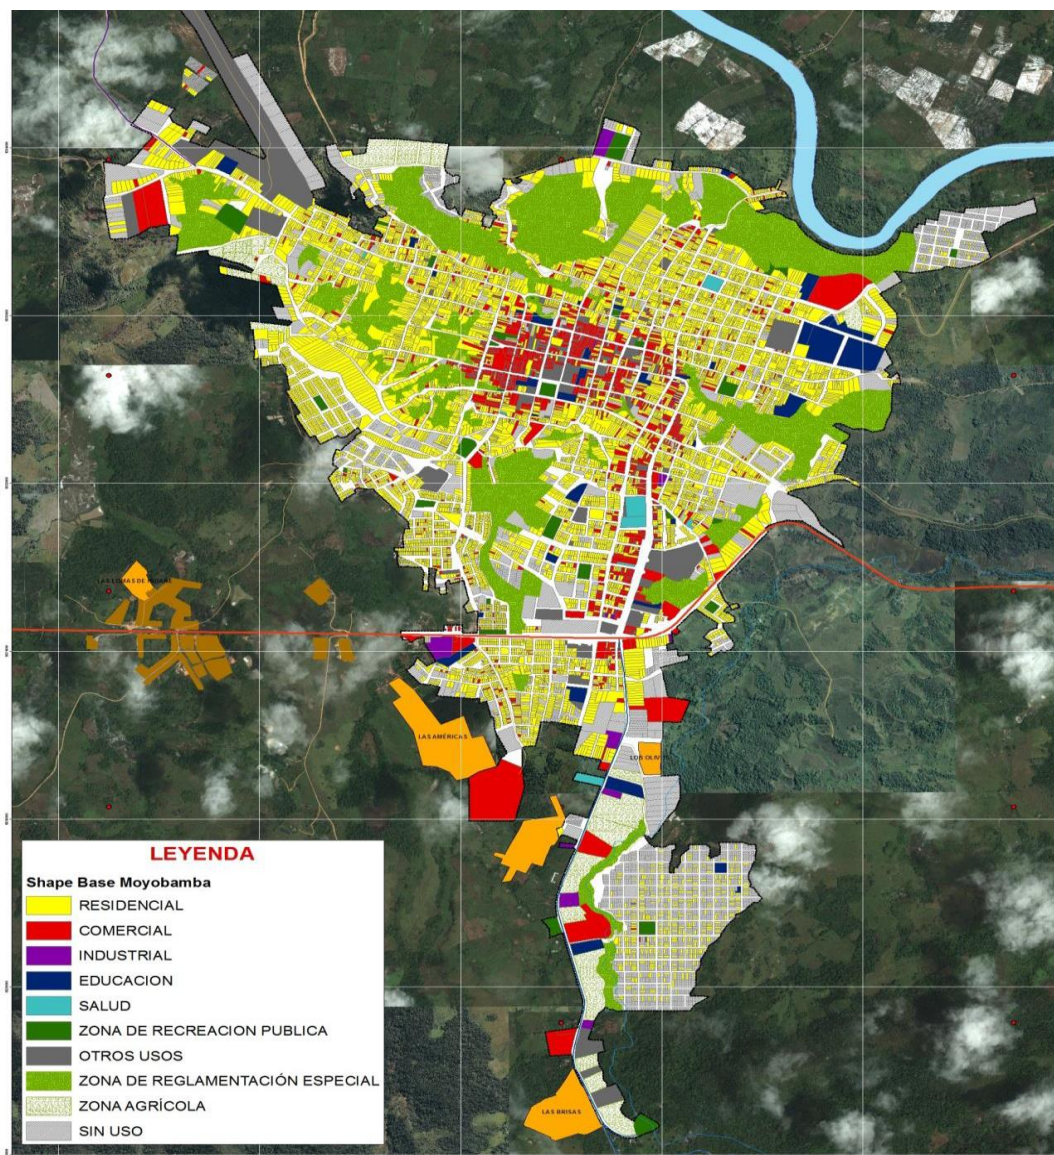 LAS AMÉRICAS
LEYENDA
Shape Base Moyobamba
RESIDENCIAL
COMERCIAL
INDUSTRIAL
EDUCACION
SALUD
ZONA DE RECREACION PUBLICA
OTROS USOS
ZONA DE REGLAMENTACIÓN ESPECIAL
ZONA AGRÍCOLA
SIN USO
LAS BRISAS